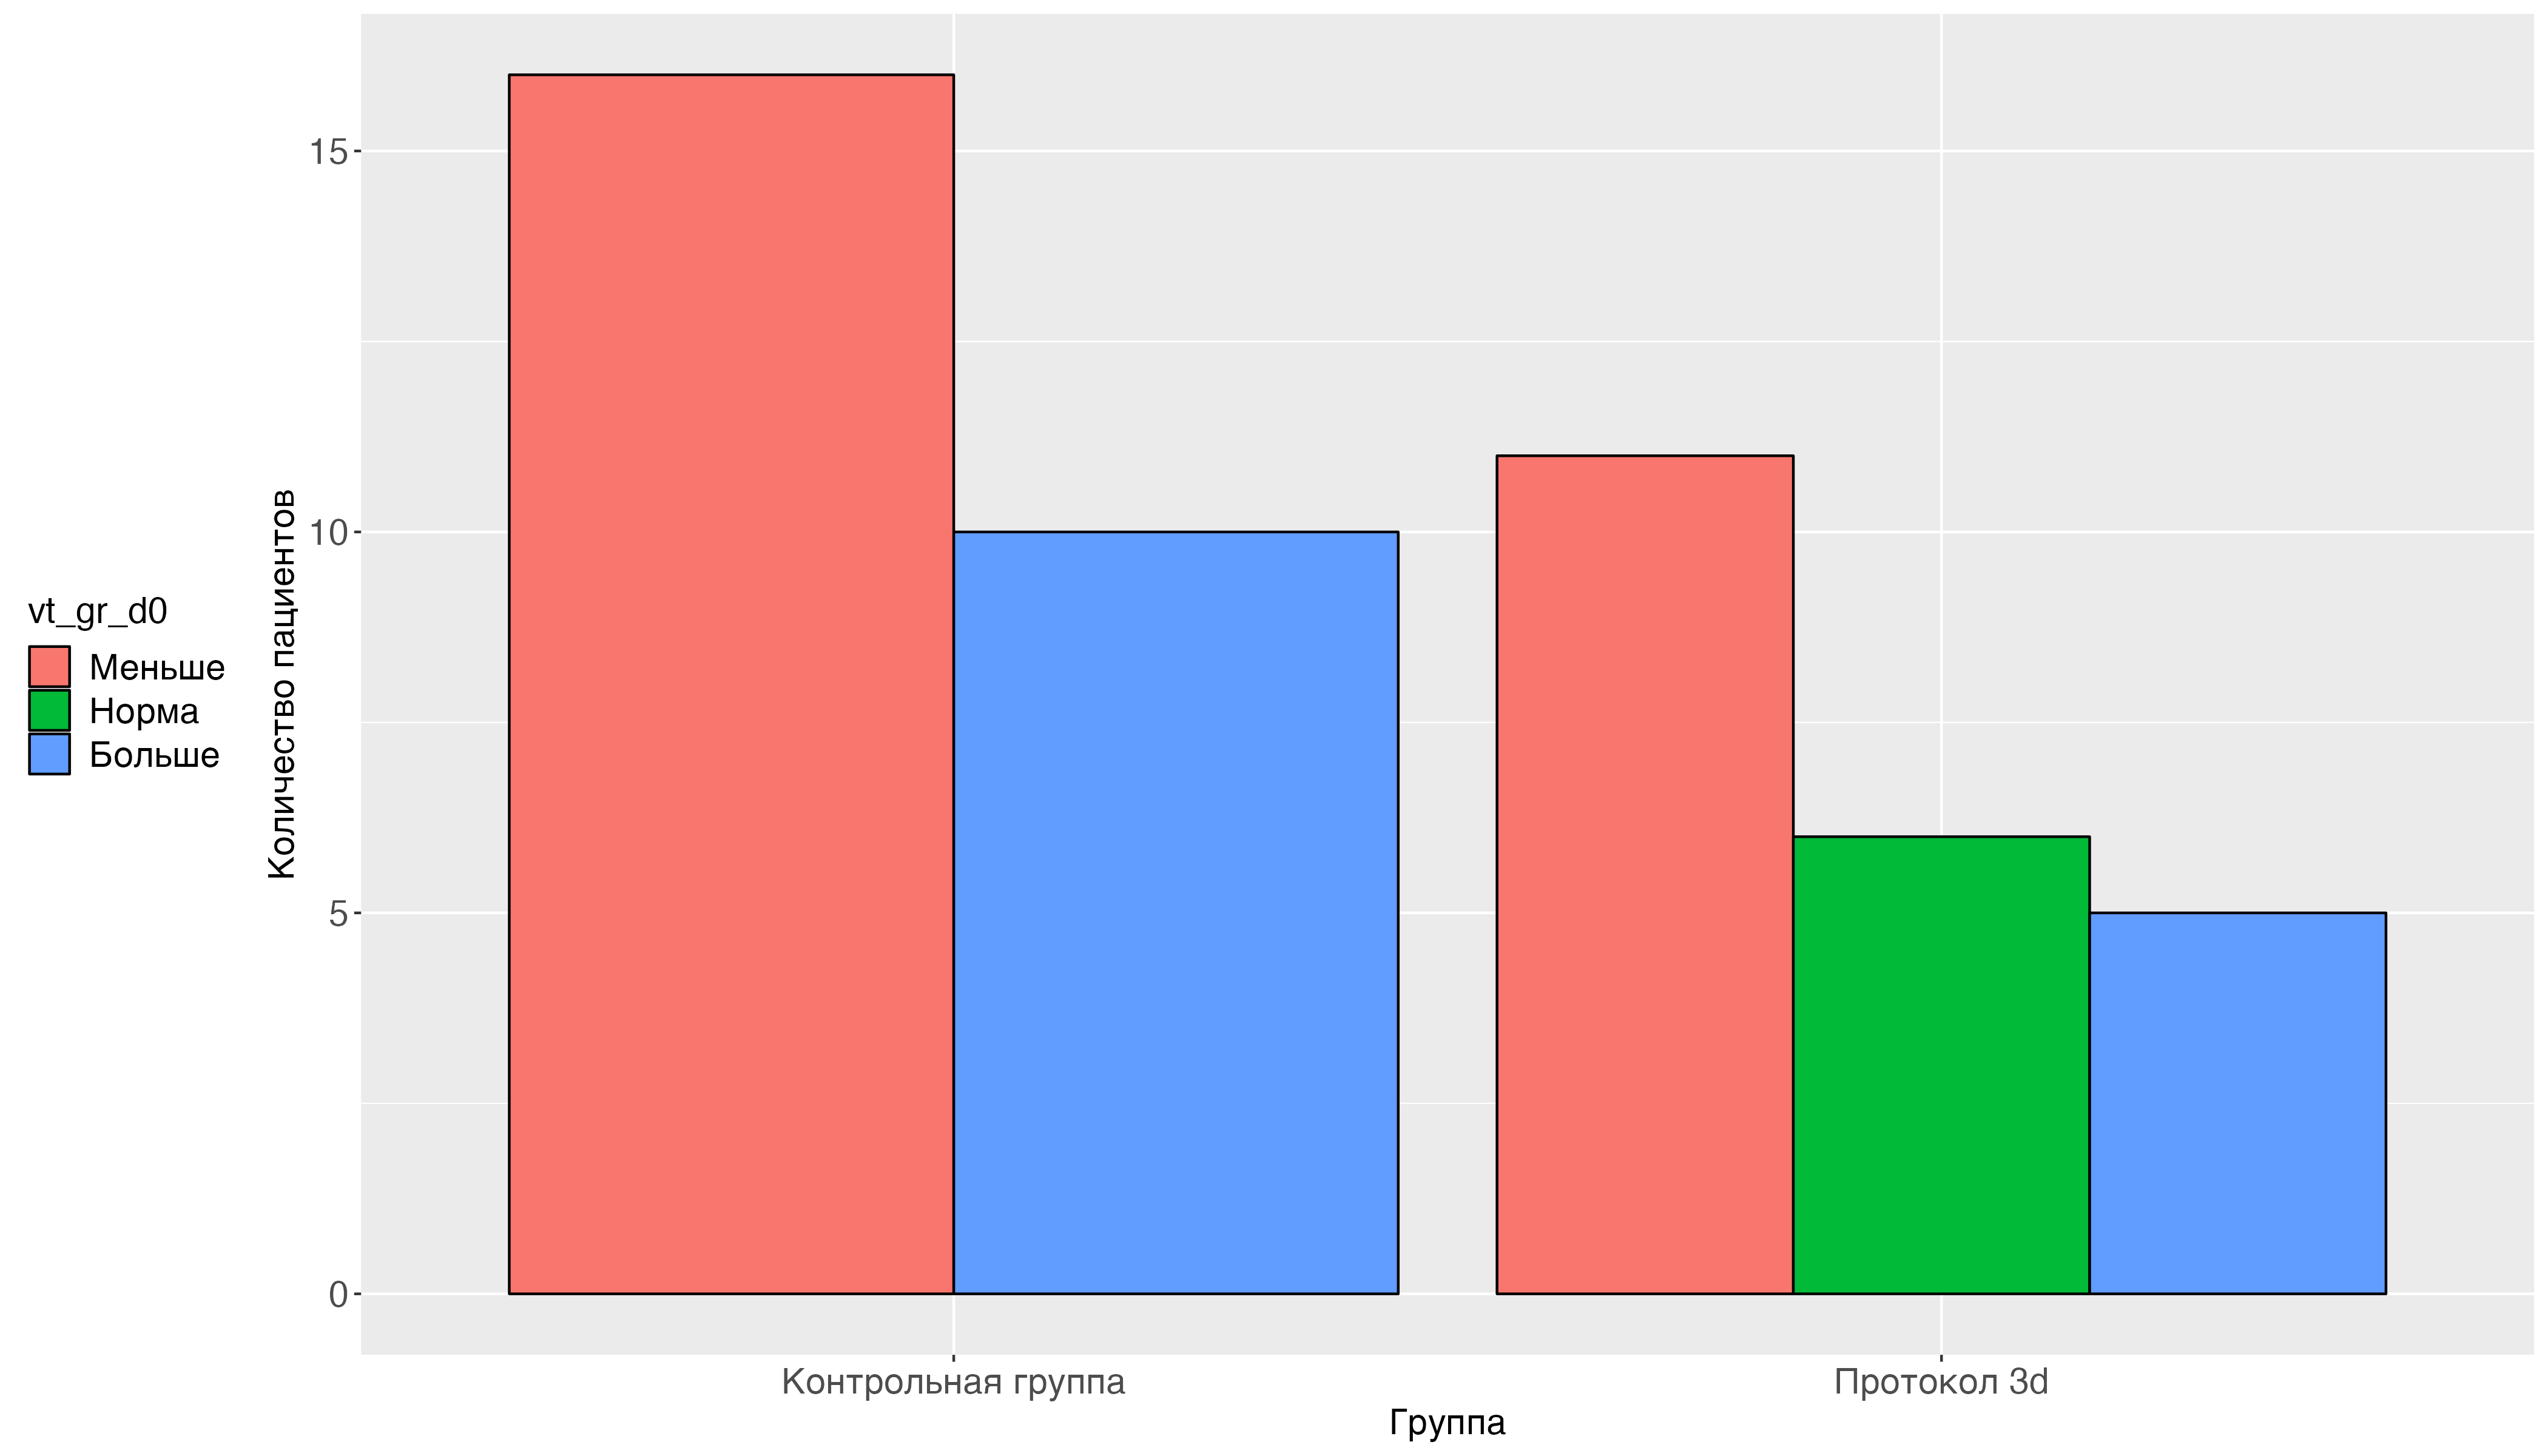 vt_gr_d0
Меньше
Норма
Больше
Количество пациентов
15
10
5
0
Контрольная группа
Протокол 3d
Группа